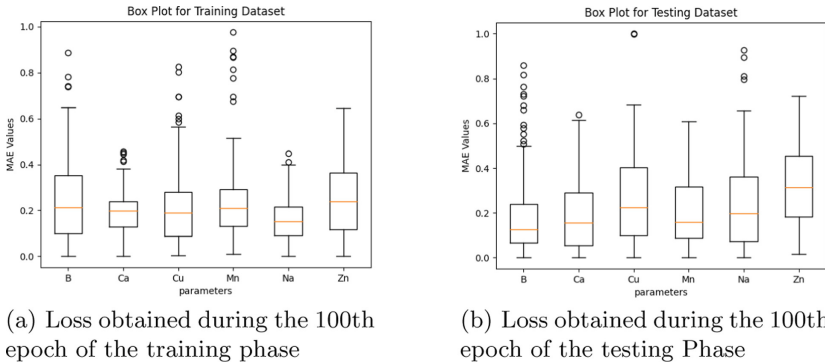 Box Plot for Training Dataset
1.0
0.8
0.6
0.4
0.2
0.0
MAE Values
B Ca Cu Mn Na Zn
parameters
(a) Loss obtained during the 100th
epoch of the training phase
Box Plot for Testing Dataset
1.0
0.8
0.6
0.4
0.2
0.0
MAE Values
B Ca Cu Mn Na Zn
parameters
(b) Loss obtained during the 100th
epoch of the testing Phase